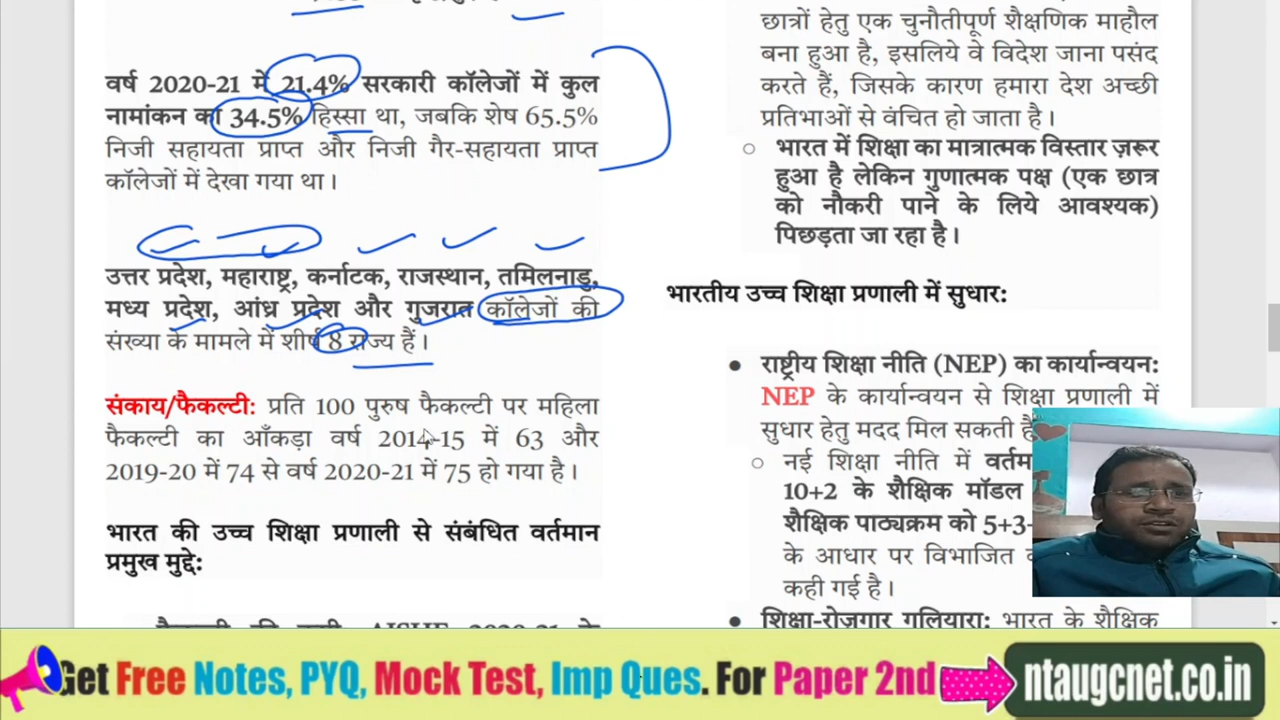 वर्ष 2020-21 में 21.4% सरकारी कॉलेजों में कुल
नामांकन का 34.5% हिस्सा था, जबकि शेष 65.5%
निजी सहायता प्राप्त और निजी गैर-सहायता प्राप्त
कॉलेजों में देखा गया था।
उत्तर प्रदेश, महाराष्ट्र, कर्नाटक, राजस्थान, तमिलनाडु,
मध्य प्रदेश, आंध्र प्रदेश और गुजरात कॉलेजों की
संख्या के मामले में शीर्ष 8 राज्य हैं।
संकाय/फैकल्टी: प्रति 100 पुरुष फैकल्टी पर महिला
फैकल्टी का आँकड़ा वर्ष 2014-15 में 63 और
2019-20 में 74 से वर्ष 2020-21 में 75 हो गया है।
भारत की उच्च शिक्षा प्रणाली से संबंधित वर्तमान
प्रमुख मुद्दे:
छात्रों हेतु एक चुनौतीपूर्ण शैक्षणिक माहौल
बना हुआ है, इसलिये वे विदेश जाना पसंद
करते हैं, जिसके कारण हमारा देश अच्छी
प्रतिभाओं से वंचित हो जाता है।
भारत में शिक्षा का मात्रात्मक विस्तार ज़रूर
हुआ है लेकिन गुणात्मक पक्ष (एक छात्र
को नौकरी पाने के लिये आवश्यक)
पिछड़ता जा रहा है।
भारतीय उच्च शिक्षा प्रणाली में सुधार:
राष्ट्रीय शिक्षा नीति (NEP) का कार्यान्वयन:
NEP के कार्यान्वयन से शिक्षा प्रणाली में
सुधार हेतु मदद मिल सकती है
नई शिक्षा नीति में
10+2 के शैक्षिक मॉडल
शैक्षिक पाठ्यक्रम को 5+3-
के आधार पर विभाजित
कही गई है।
शिक्षा-रोज़गार गलियारा: भारत के शैक्षिक
Get Free Notes, PYQ, Mock Test, Imp Ques. For Paper 2nd
ntaugcnet.co.in